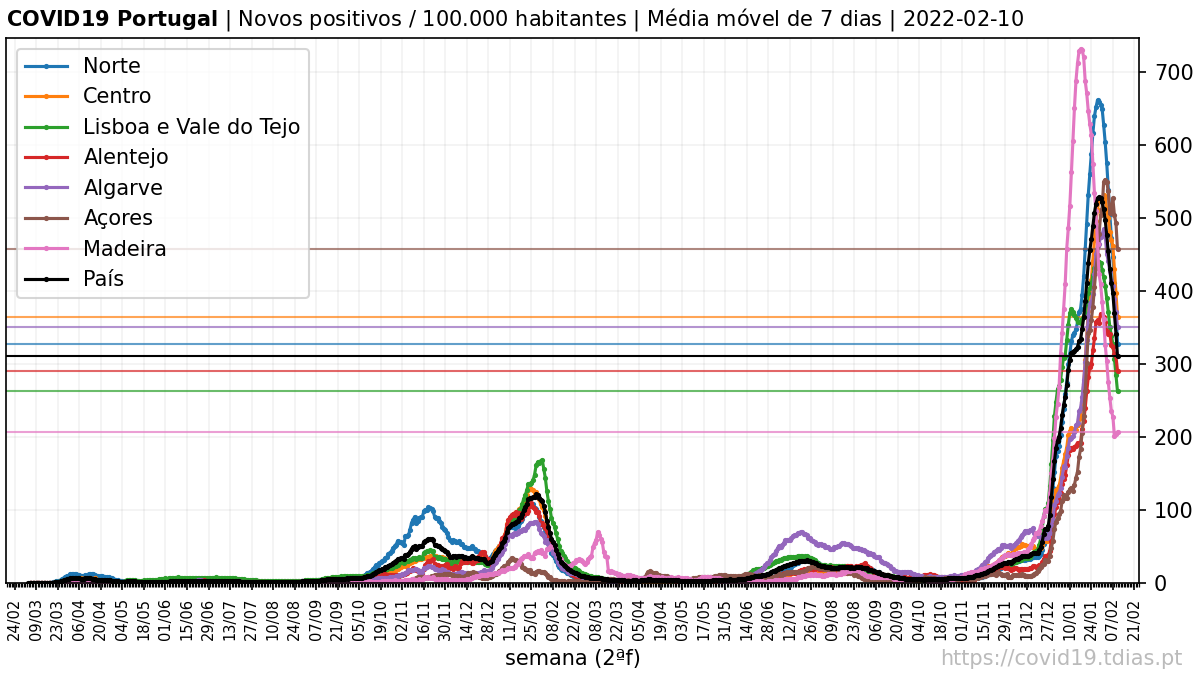 COVID19 Portugal | Novos positivos / 100.000 habitantes | Média móvel de 7 dias | 2022-02-10
Norte
Centro
Lisboa e Vale do Tejo
Alentejo
Algarve
Açores
Madeira
País
700
600
500
400
300
200
100
0
24/02 09/03 23/03 06/04 20/04 04/05 18/05 01/06 15/06 29/06 13/07 27/07 10/08 24/08 07/09 21/09 05/10 19/10 02/11 16/11 30/11 14/12 28/12 11/01 25/01 08/02 22/02 08/03 22/03 05/04 19/04 03/05 17/05 31/05 14/06 28/06 12/07 26/07 09/08 23/08 06/09 20/09 04/10 18/10 01/11 15/11 29/11 13/12 27/12 10/01 24/01 07/02 21/02
semana (2ªf)
https://covid19.tdias.pt